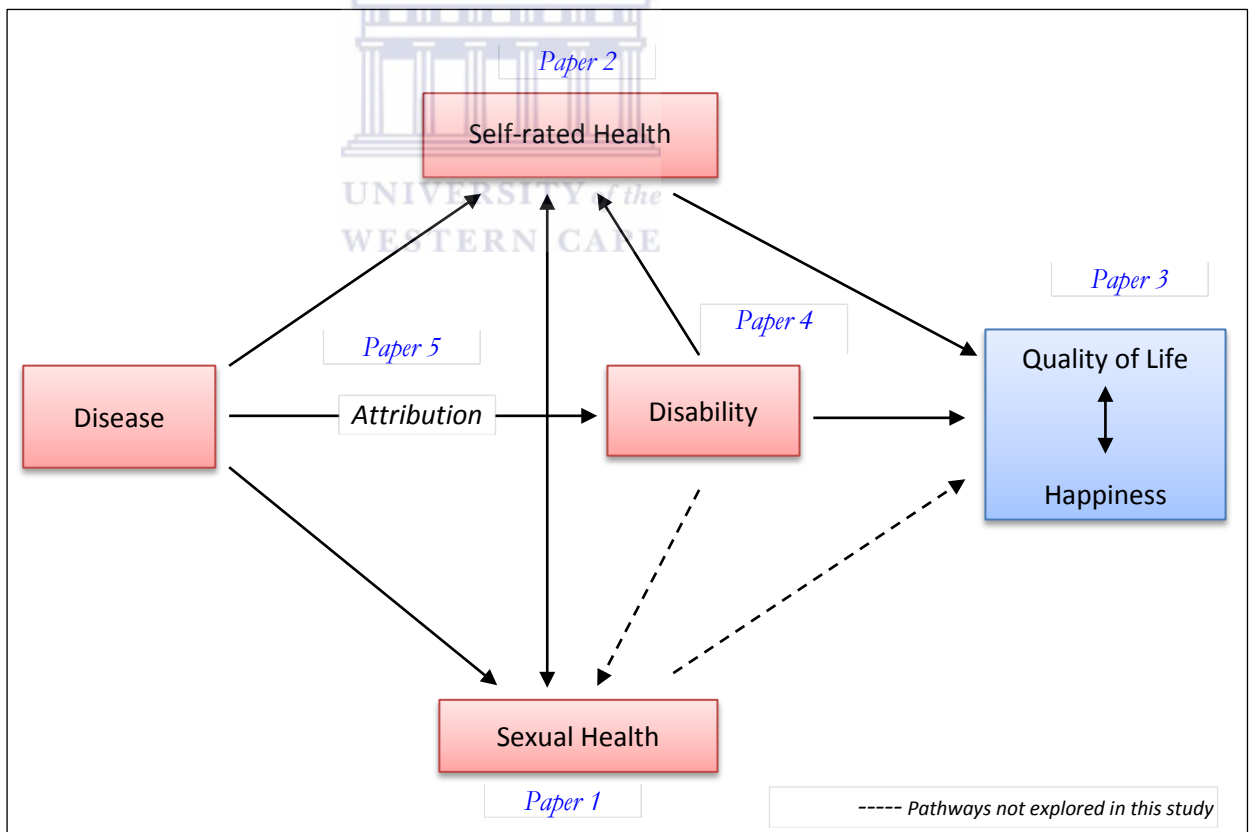 Paper 2
Self-rated Health
UNIVERSITY of the
WESTERN CAPE
Paper 3
Paper 4
Paper 5
Quality of Life
Disease
Attribution
Disability
Happiness
Sexual Health
Paper 1
----- Pathways not explored in this study